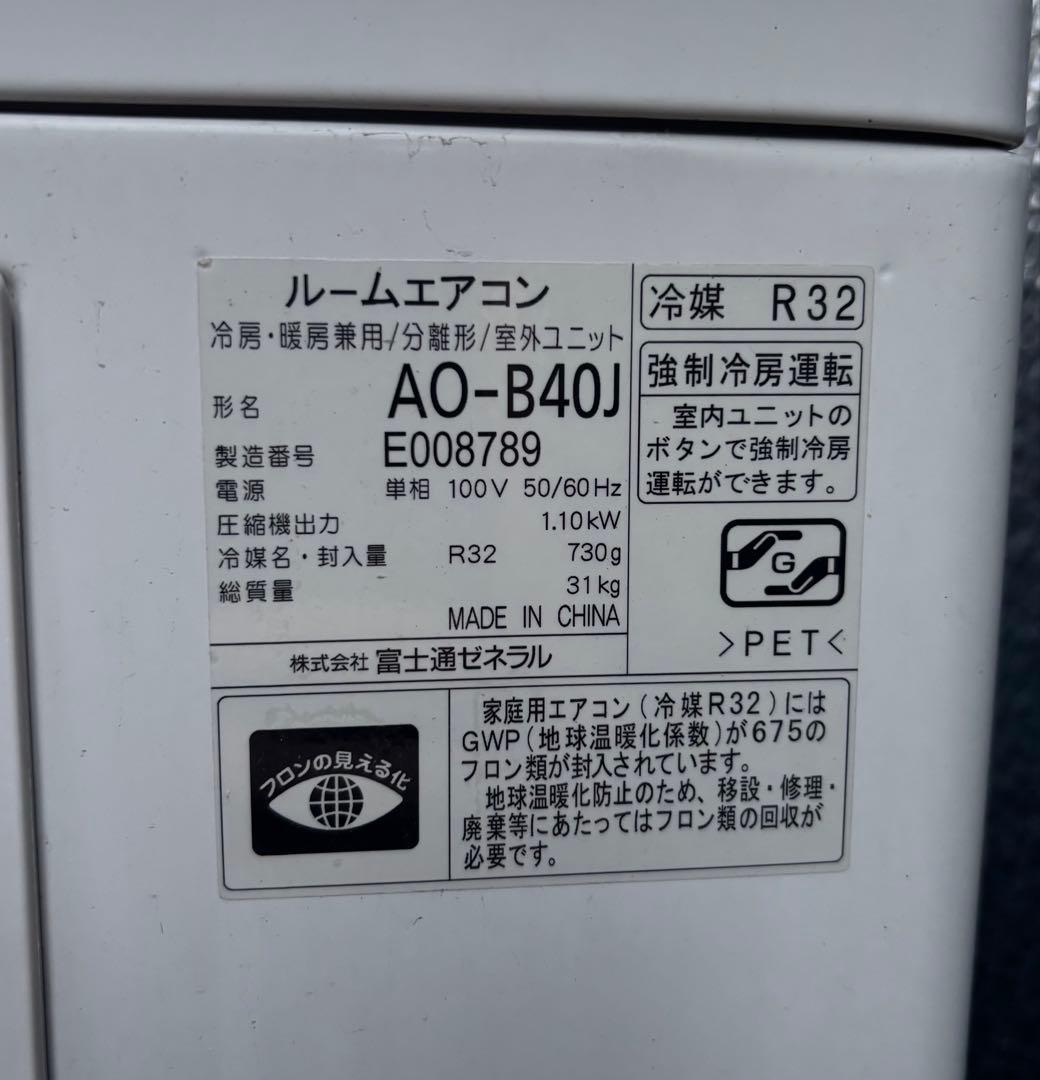 ルームエアコン
冷房・暖房兼用/分離形/室外ユニット
形名 AO-B40J
製造番号 E008789
電源 単相 100V 50/60Hz
圧縮機出力 1.10kW
冷媒名・封入量 R32 730g
総質量 31kg
MADE IN CHINA
株式会社 富士通ゼネラル
冷媒 R32
強制冷房運転
室内ユニットの
ボタンで強制冷房
運転ができます。
G
>PET<
フロンの見える化
家庭用エアコン(冷媒R32)には
GWP(地球温暖化係数)が675の
フロン類が封入されています。
地球温暖化防止のため、移設・修理・
廃棄等にあたってはフロン類の回収が
必要です。